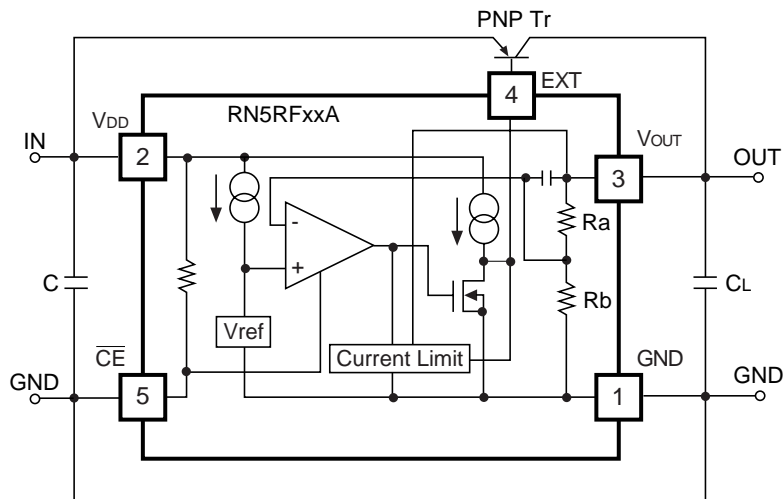 PNP Tr
EXT
4
RN5RFxxA
VDD
VOUT
IN
2
3
OUT
-
+
Ra
Rb
C
CL
Vref
Current Limit
CE
GND
GND
GND
5
1